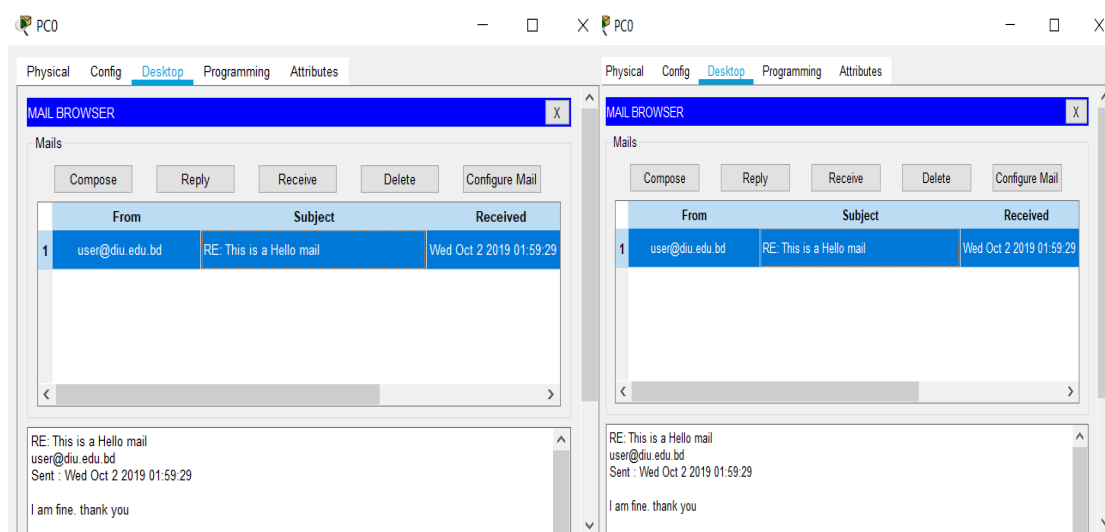 PC0
Physical Config Desktop Programming Attributes
MAIL BROWSER X
Mails
Compose Reply Receive Delete Configure Mail
From Subject Received
1 user@diu.edu.bd RE: This is a Hello mail Wed Oct 2 2019 01:59:29
RE: This is a Hello mail
user@diu.edu.bd
Sent : Wed Oct 2 2019 01:59:29
I am fine. thank you
PC0
Physical Config Desktop Programming Attributes
MAIL BROWSER X
Mails
Compose Reply Receive Delete Configure Mail
From Subject Received
1 user@diu.edu.bd RE: This is a Hello mail Wed Oct 2 2019 01:59:29
RE: This is a Hello mail
user@diu.edu.bd
Sent : Wed Oct 2 2019 01:59:29
I am fine. thank you